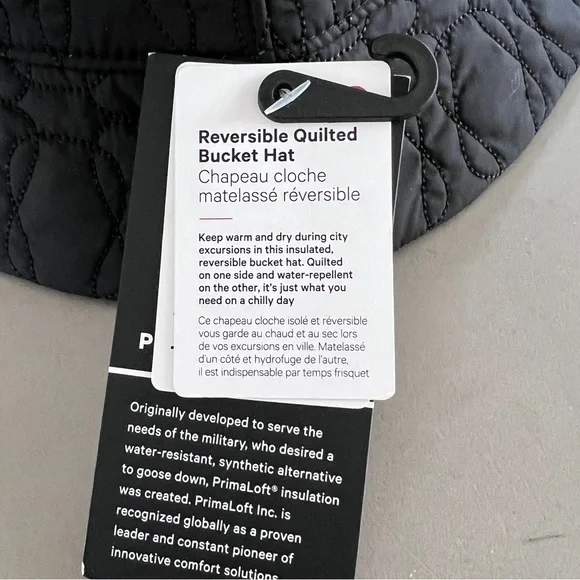 Reversible Quilted
Bucket Hat
Chapeau cloche
matelassé réversible
Keep warm and dry during city
excursions in this insulated,
reversible bucket hat. Quilted
on one side and water-repellent
on the other, it's just what you
need on a chilly day
Ce chapeau cloche isolé et réversible
vous garde au chaud et au sec lors
de vos excursions en ville. Matelassé
d'un côté et hydrofuge de l'autre,
il est indispensable par temps frisquet
P
Originally developed to serve the
needs of the military, who desired a
water-resistant, synthetic alternative
to goose down, PrimaLoft® insulation
was created. PrimaLoft Inc. is
recognized globally as a proven
leader and constant pioneer of
innovative comfort solutions